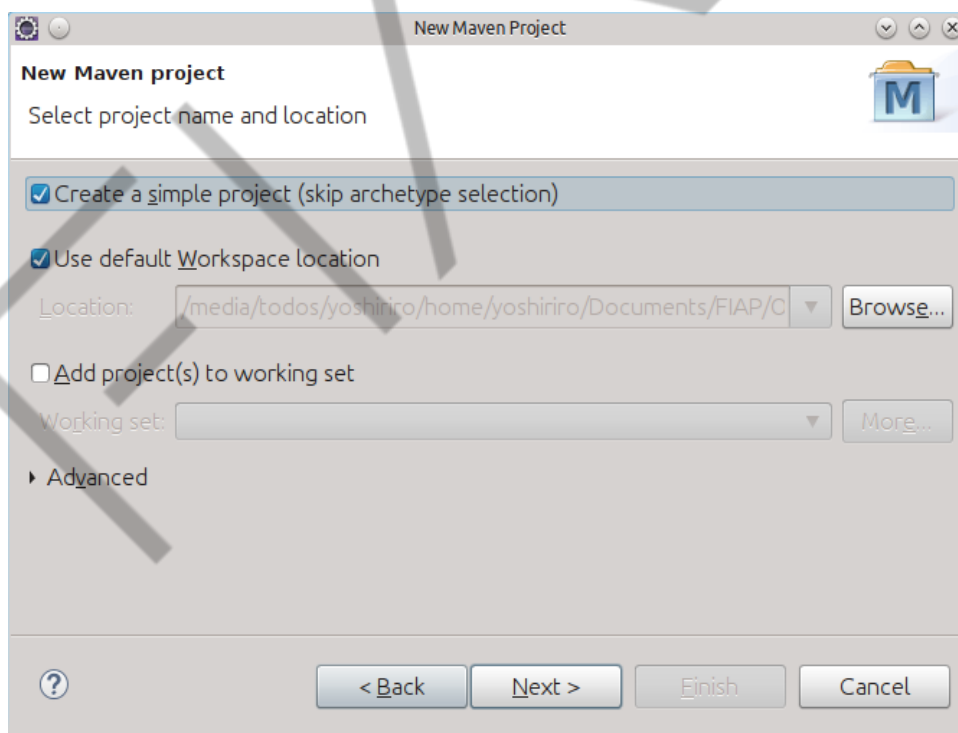 New Maven Project
New Maven project
Select project name and location
M
Create a simple project (skip archetype selection)
Use default Workspace location
Location: /media/todos/yoshiriro/home/yoshiriro/Documents/FIAP/O Browse...
Add project(s) to working set
Working set: More...
Advanced
? < Back Next > Finish Cancel